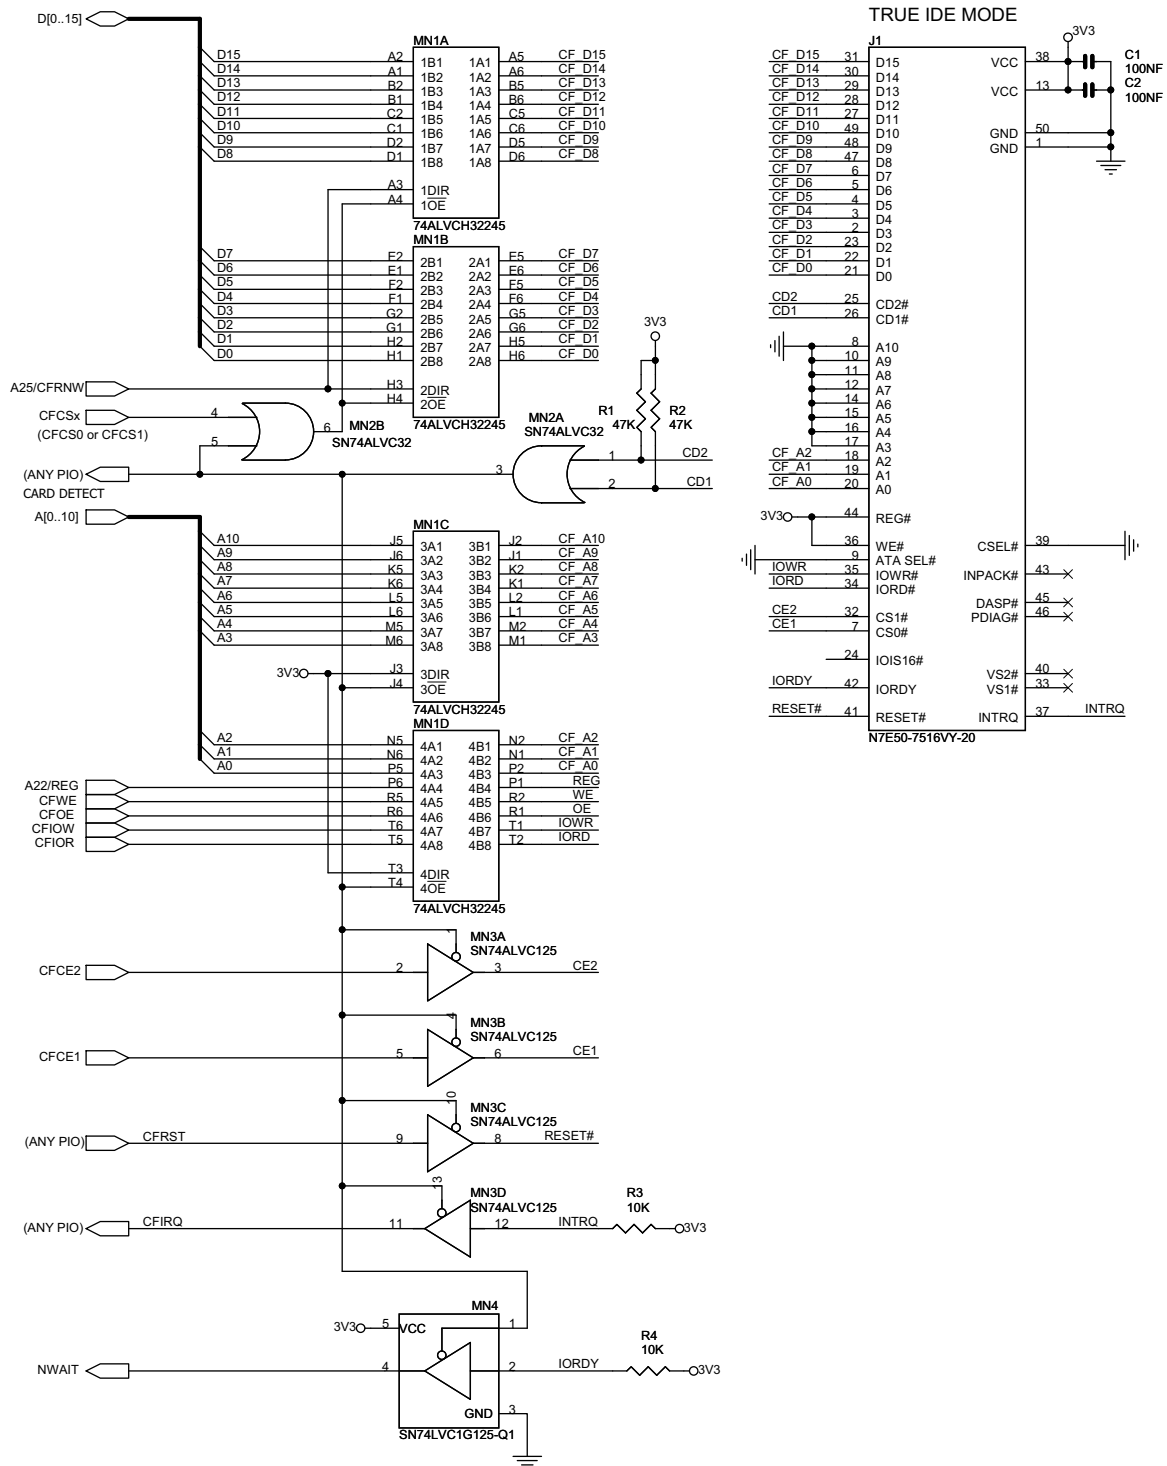 TRUE IDE MODE
D[0..15]
MN1A
D15 A2 1B1 1A1 A5 CF_D15
D14 A1 1B2 1A2 A6 CF_D14
D13 B2 1B3 1A3 B5 CF_D13
D12 B1 1B4 1A4 B6 CF_D12
D11 C2 1B5 1A5 C5 CF_D11
D10 C1 1B6 1A6 C6 CF_D10
D9 D2 1B7 1A7 D5 CF_D9
D8 D1 1B8 1A8 D6 CF_D8
A3 1DIR
A4 1OE
74ALVCH32245
MN1B
D7 E2 2B1 2A1 E5 CF_D7
D6 E1 2B2 2A2 E6 CF_D6
D5 F2 2B3 2A3 F5 CF_D5
D4 F1 2B4 2A4 F6 CF_D4
D3 G2 2B5 2A5 G5 CF_D3
D2 G1 2B6 2A6 G6 CF_D2
D1 H2 2B7 2A7 H5 CF_D1
D0 H1 2B8 2A8 H6 CF_D0
A25/CFRNW H3 2DIR
H4 2OE
74ALVCH32245
CFCSx 4
(CFCS0 or CFCS1)
5
6
MN2B
SN74ALVC32
3V3
R1
47K
R2
47K
MN2A
SN74ALVC32
1 CD2
2 CD1
3
(ANY PIO)
CARD DETECT
A[0..10]
MN1C
A10 J5 3A1 3B1 J2 CF_A10
A9 J6 3A2 3B2 J1 CF_A9
A8 K5 3A3 3B3 K2 CF_A8
A7 K6 3A4 3B4 K1 CF_A7
A6 L5 3A5 3B5 L2 CF_A6
A5 L6 3A6 3B6 L1 CF_A5
A4 M5 3A7 3B7 M2 CF_A4
A3 M6 3A8 3B8 M1 CF_A3
3V3 J3 3DIR
J4 3OE
74ALVCH32245
MN1D
A2 N5 4A1 4B1 N2 CF_A2
A1 N6 4A2 4B2 N1 CF_A1
A0 P5 4A3 4B3 P2 CF_A0
A22/REG P6 4A4 4B4 P1 REG
CFWE R5 4A5 4B5 R2 WE
CFOE R6 4A6 4B6 R1 OE
CFIOW T6 4A7 4B7 T1 IOWR
CFIOR T5 4A8 4B8 T2 IORD
T3 4DIR
T4 4OE
74ALVCH32245
1
MN3A
SN74ALVC125
CFCE2 2 3 CE2
4
MN3B
SN74ALVC125
CFCE1 5 6 CE1
10
MN3C
SN74ALVC125
(ANY PIO) CFRST 9 8 RESET#
13
MN3D
SN74ALVC125
R3
10K
(ANY PIO) CFIRQ 11 12 INTRQ 3V3
MN4
3V3 5 VCC 1
R4
10K
NWAIT 4 2 IORDY 3V3
GND 3
SN74LVC1G125-Q1
J1
3V3
CF_D15 31 D15 VCC 38
C1
100NF
CF_D14 30 D14
CF_D13 29 D13 VCC 13
C2
100NF
CF_D12 28 D12
CF_D11 27 D11
CF_D10 49 D10 GND 50
CF_D9 48 D9 GND 1
CF_D8 47 D8
CF_D7 6 D7
CF_D6 5 D6
CF_D5 4 D5
CF_D4 3 D4
CF_D3 2 D3
CF_D2 23 D2
CF_D1 22 D1
CF_D0 21 D0
CD2 25 CD2#
CD1 26 CD1#
8 A10
10 A9
11 A8
12 A7
14 A6
15 A5
16 A4
17 A3
CF_A2 18 A2
CF_A1 19 A1
CF_A0 20 A0
3V3 44 REG#
36 WE# CSEL# 39
9 ATA SEL#
IOWR 35 IOWR# INPACK# 43
IORD 34 IORD#
DASP# 45
CE2 32 CS1# PDIAG# 46
CE1 7 CS0#
24 IOIS16#
VS2# 40
IORDY 42 IORDY VS1# 33
RESET# 41 RESET# INTRQ 37 INTRQ
N7E50-7516VY-20